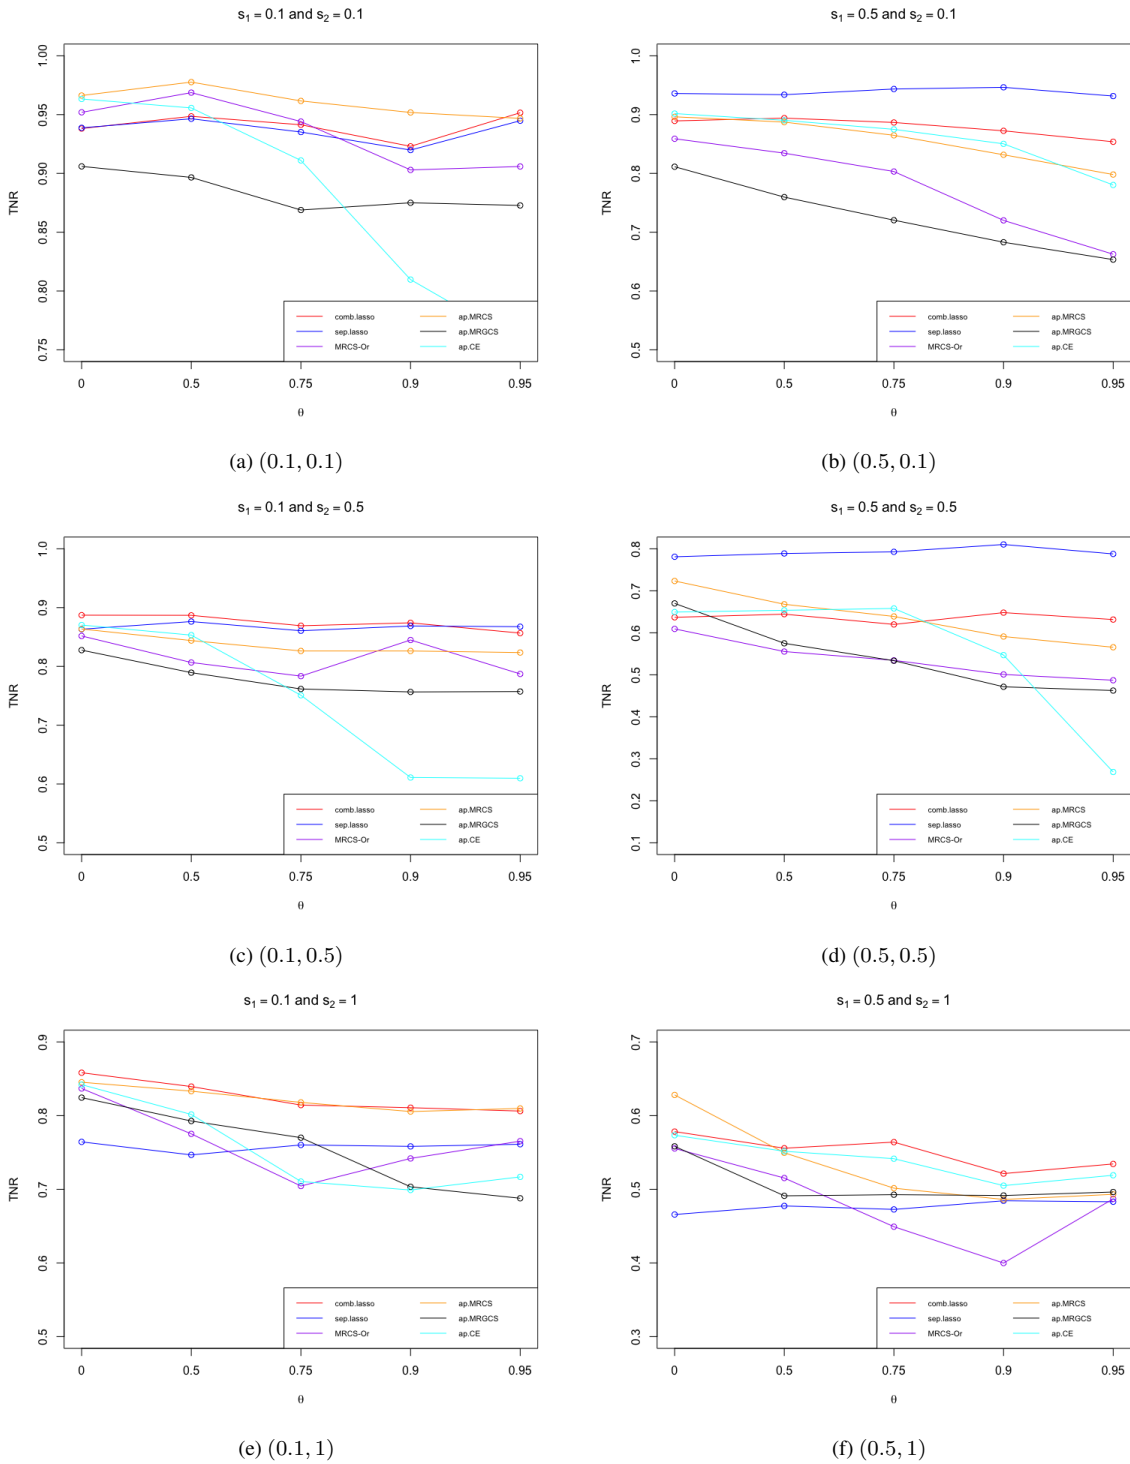 s1 = 0.1 and s2 = 0.1
TNR
1.00
0.95
0.90
0.85
0.80
0.75
comb.lasso
sep.lasso
MRCS-Or
ap.MRCS
ap.MRGCS
ap.CE
0 0.5 0.75 0.9 0.95
θ
(a) (0.1, 0.1)
s1 = 0.5 and s2 = 0.1
TNR
1.0
0.9
0.8
0.7
0.6
0.5
comb.lasso
sep.lasso
MRCS-Or
ap.MRCS
ap.MRGCS
ap.CE
0 0.5 0.75 0.9 0.95
θ
(b) (0.5, 0.1)
s1 = 0.1 and s2 = 0.5
TNR
1.0
0.9
0.8
0.7
0.6
0.5
comb.lasso
sep.lasso
MRCS-Or
ap.MRCS
ap.MRGCS
ap.CE
0 0.5 0.75 0.9 0.95
θ
(c) (0.1, 0.5)
s1 = 0.5 and s2 = 0.5
TNR
0.8
0.7
0.6
0.5
0.4
0.3
0.2
0.1
comb.lasso
sep.lasso
MRCS-Or
ap.MRCS
ap.MRGCS
ap.CE
0 0.5 0.75 0.9 0.95
θ
(d) (0.5, 0.5)
s1 = 0.1 and s2 = 1
TNR
0.9
0.8
0.7
0.6
0.5
comb.lasso
sep.lasso
MRCS-Or
ap.MRCS
ap.MRGCS
ap.CE
0 0.5 0.75 0.9 0.95
θ
(e) (0.1, 1)
s1 = 0.5 and s2 = 1
TNR
0.7
0.6
0.5
0.4
0.3
comb.lasso
sep.lasso
MRCS-Or
ap.MRCS
ap.MRGCS
ap.CE
0 0.5 0.75 0.9 0.95
θ
(f) (0.5, 1)